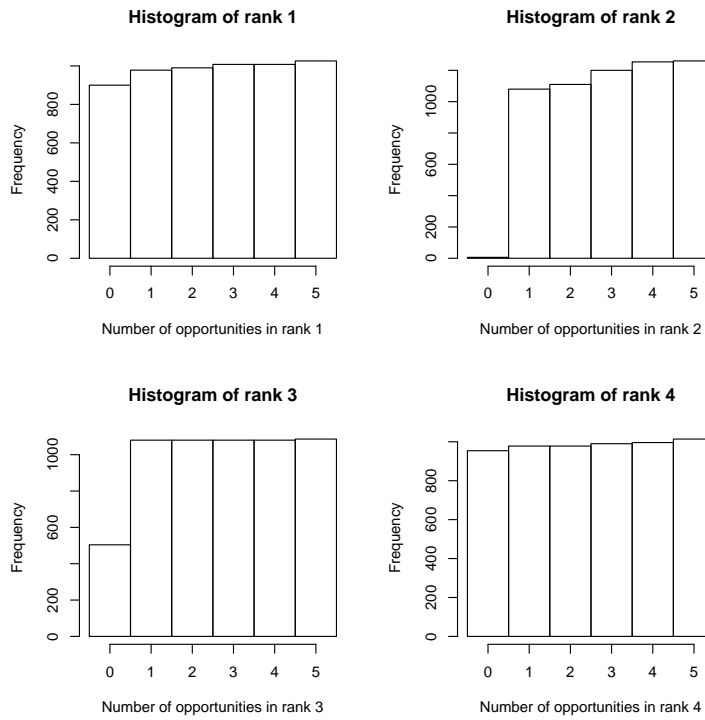 Histogram of rank 1
Frequency
0
200
400
600
800
0 1 2 3 4 5
Number of opportunities in rank 1
Histogram of rank 2
Frequency
0
200
600
1000
0 1 2 3 4 5
Number of opportunities in rank 2
Histogram of rank 3
Frequency
0
200
600
1000
0 1 2 3 4 5
Number of opportunities in rank 3
Histogram of rank 4
Frequency
0
200
400
600
800
0 1 2 3 4 5
Number of opportunities in rank 4